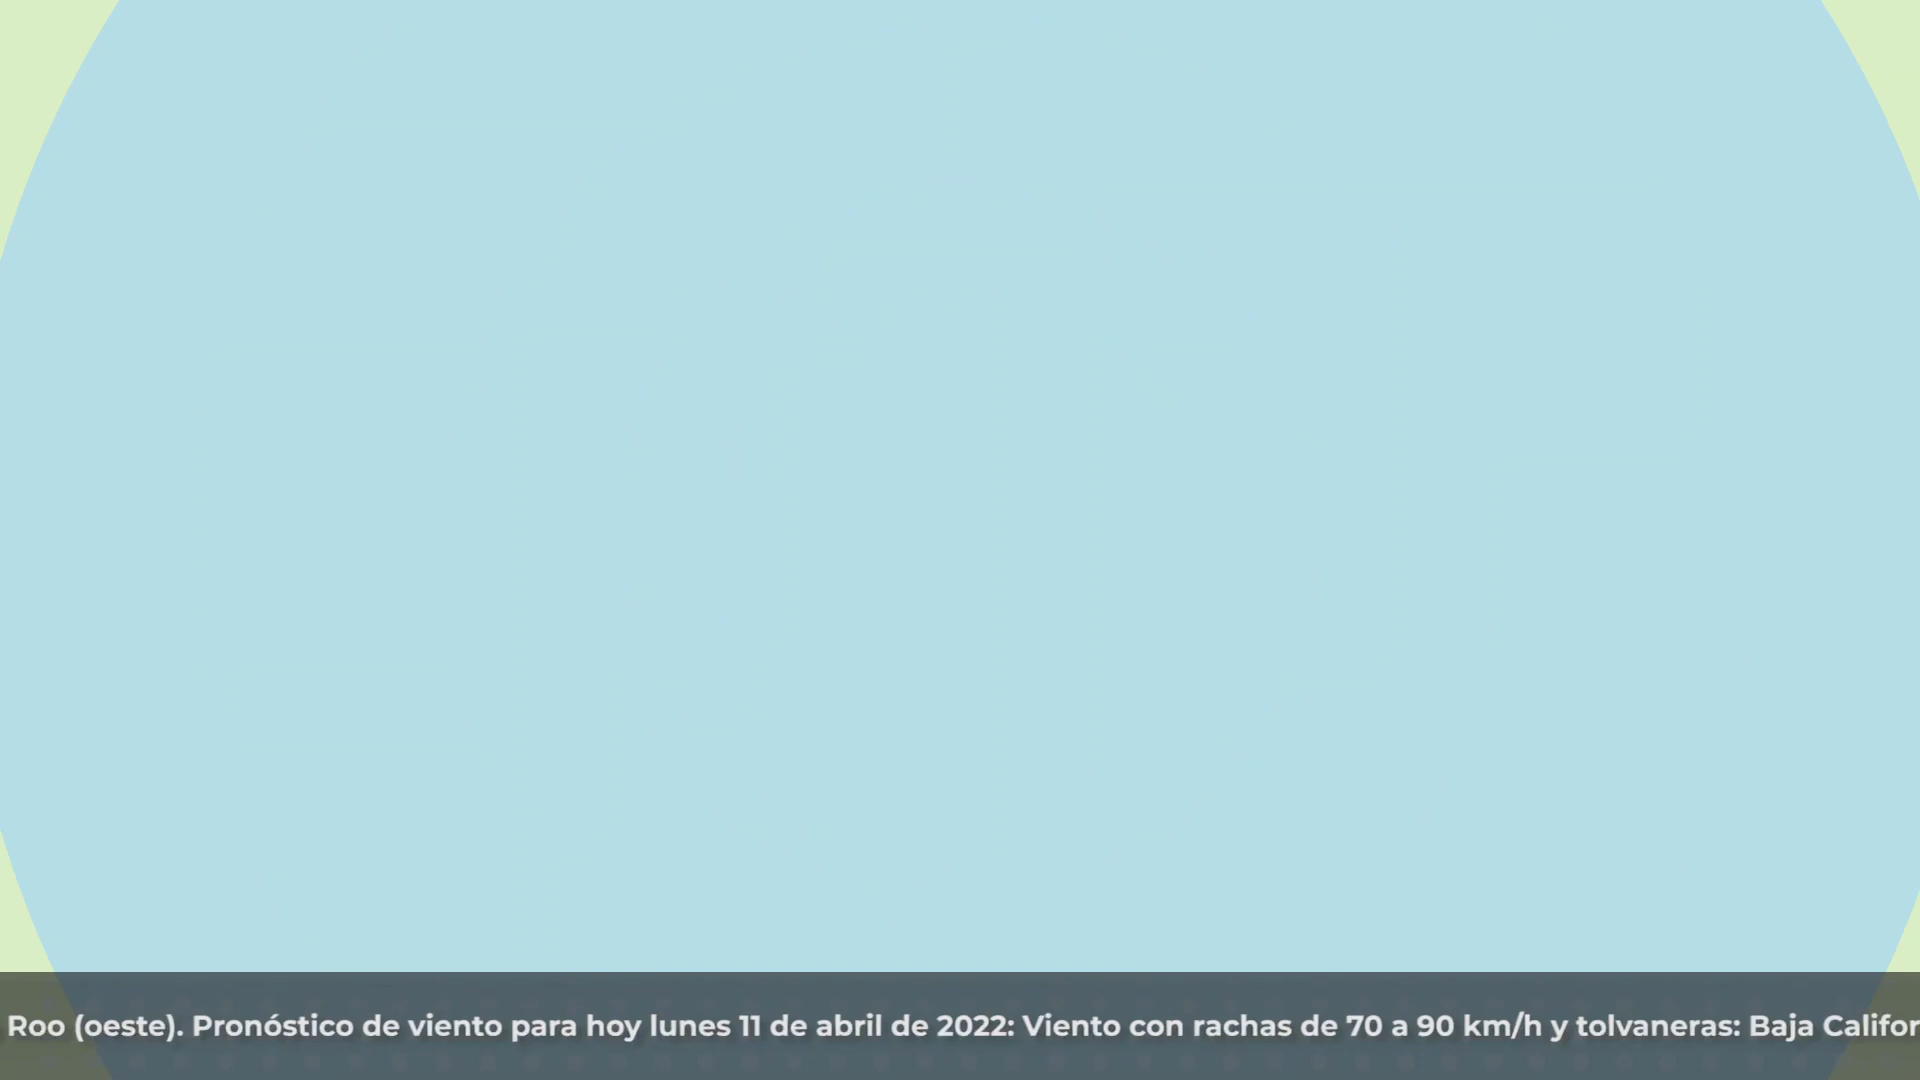 Roo (oeste). Pronóstico de viento para hoy lunes 11 de abril de 2022: Viento con rachas de 70 a 90 km/h y tolvaneras: Baja Califor